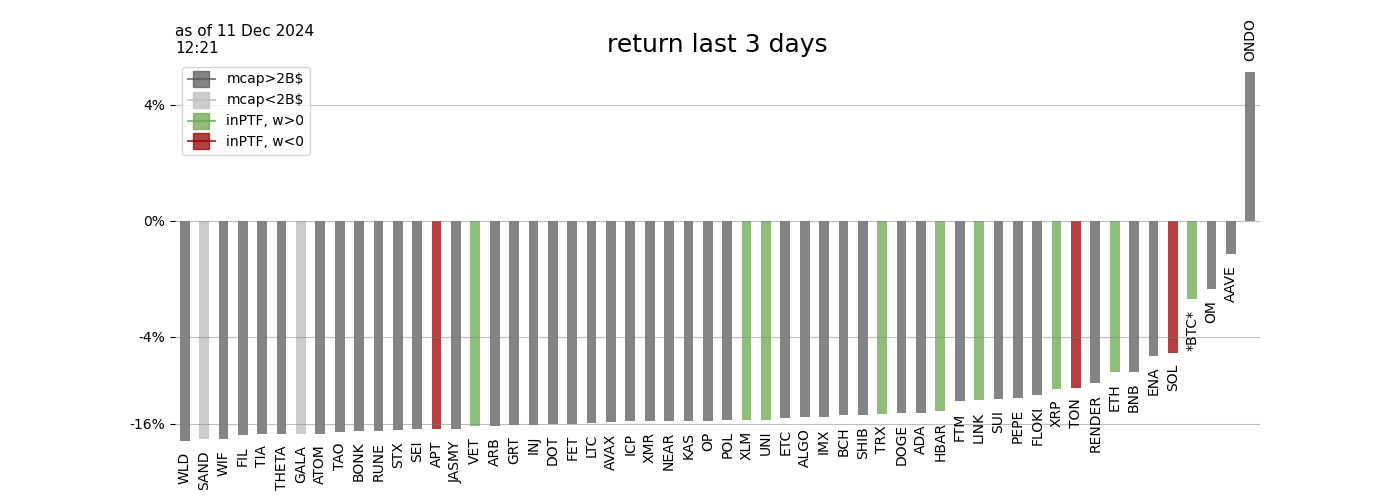 as of 11 Dec 2024
12:21
return last 3 days
mcap>2B$
mcap<2B$
inPTF, w>0
inPTF, w<0
4%
0%
-4%
-16%
WLD
SAND
WIF
FIL
TIA
THETA
GALA
ATOM
TAO
BONK
RUNE
STX
SEI
APT
JASMY
VET
ARB
GRT
INJ
DOT
FET
LTC
AVAX
ICP
XMR
NEAR
KAS
OP
POL
XLM
UNI
ETC
ALGO
IMX
BCH
SHIB
TRX
DOGE
ADA
HBAR
FTM
LINK
SUI
PEPE
FLOKI
XRP
TON
RENDER
ETH
BNB
ENA
SOL
*BTC*
OM
AAVE
ONDO